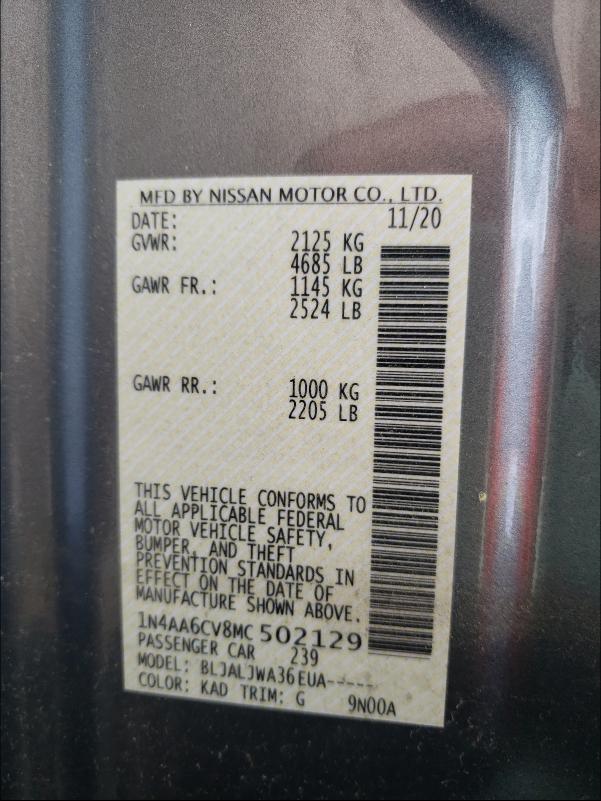 MFD BY NISSAN MOTOR CO., LTD.
DATE: 11/20
GVWR: 2125 KG
4685 LB
GAWR FR.: 1145 KG
2524 LB
GAWR RR.: 1000 KG
2205 LB
THIS VEHICLE CONFORMS TO
ALL APPLICABLE FEDERAL
MOTOR VEHICLE SAFETY,
BUMPER, AND THEFT
PREVENTION STANDARDS IN
EFFECT ON THE DATE OF
MANUFACTURE SHOWN ABOVE.
1N4AA6CV8MC502129
PASSENGER CAR 239
MODEL: BLJALJWA36EUA-----
COLOR: KAD TRIM: G 9N00A